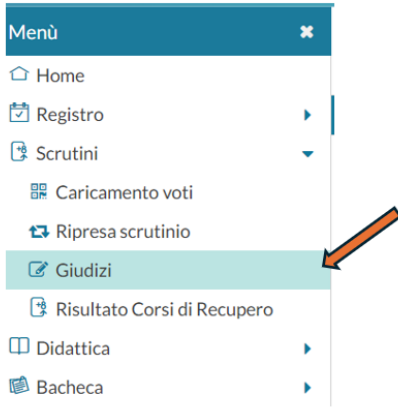 Menù
Home
Registro
Scrutini
Caricamento voti
Ripresa scrutinio
Giudizi
Risultato Corsi di Recupero
Didattica
Bacheca